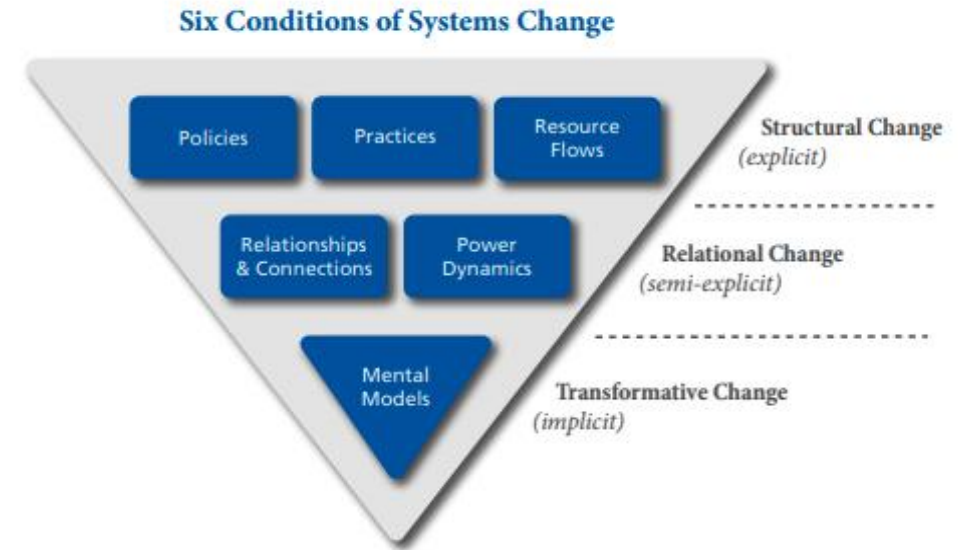 Six Conditions of Systems Change
Policies
Practices
Resource
Flows
Structural Change
(explicit)
Relationships
& Connections
Power
Dynamics
Relational Change
(semi-explicit)
Mental
Models
Transformative Change
(implicit)